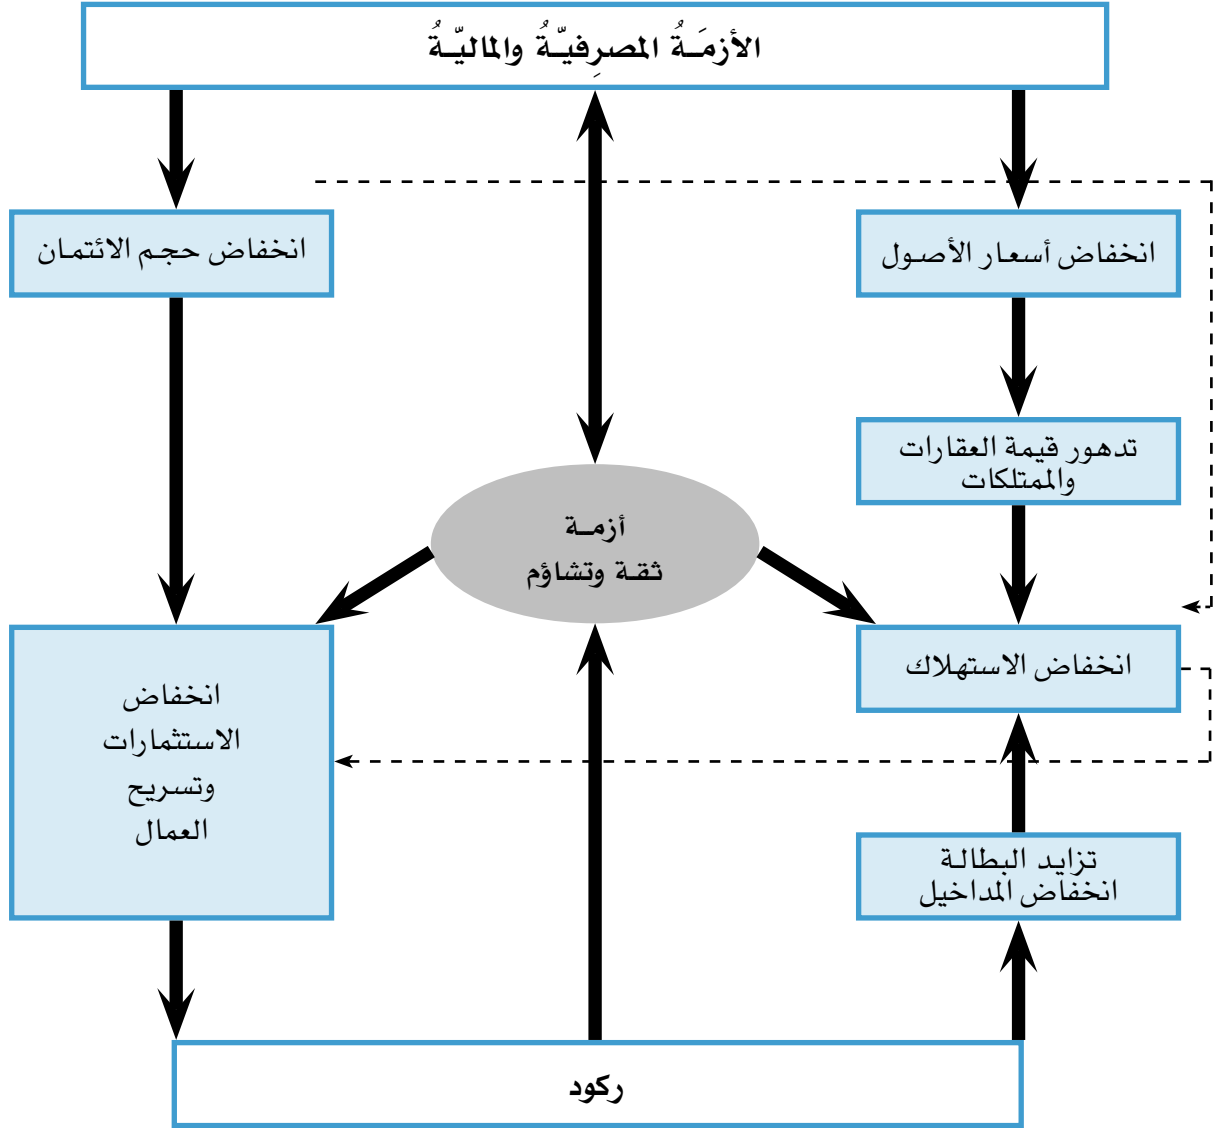 الأزمَـةُ المصرِفيّـةُ والماليّـةُ
انخفاض أسعار الأصول
انخفاض حجم الائتمان
تدهور قيمة العقارات
والممتلكات
أزمـة
ثقة وتشاؤم
انخفاض الاستهلاك
انخفاض
الاستثمارات
وتسريح
العمال
تزايد البطالة
انخفاض المداخيل
ركود